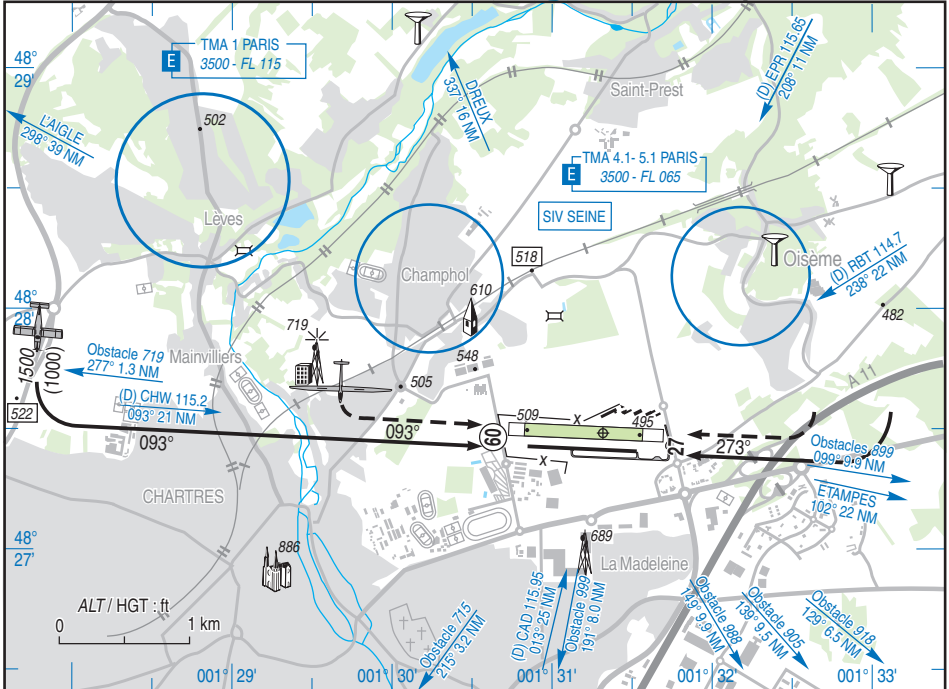 TMA 1 PARIS
E
3500 - FL 115
48°
29'
L'AIGLE
298° 39 NM
502
DREUX
337° 16 NM
Saint-Prest
(D) EPR 115.65
208° 11 NM
TMA 4.1- 5.1 PARIS
E
3500 - FL 065
SIV SEINE
Lèves
Champhol
518
Oisème
(D) RBT 114.7
238° 22 NM
610
482
48°
28'
719
Mainvilliers
548
505
1500
(1000)
Obstacle 719
277° 1.3 NM
(D) CHW 115.2
093° 21 NM
522
A 11
509
X
495
093°
093°
09
27
273°
X
Obstacles 899
099° 9.9 NM
ETAMPES
102° 22 NM
CHARTRES
48°
27'
886
689
La Madeleine
ALT / HGT : ft
0
1 km
Obstacle 715
215° 3.2 NM
(D) CAD 115.95
013° 25 NM
Obstacle 999
191° 8.0 NM
Obstacle 988
149° 9.9 NM
Obstacle 905
139° 9.5 NM
Obstacle 918
129° 6.5 NM
001° 29'
001° 30'
001° 31'
001° 32'
001° 33'